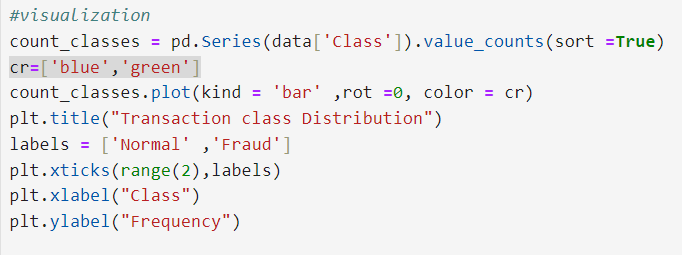 #visualization
count_classes = pd.Series(data['Class']).value_counts(sort =True)
cr=['blue','green']
count_classes.plot(kind = 'bar' ,rot =0, color = cr)
plt.title("Transaction class Distribution")
labels = ['Normal' ,'Fraud']
plt.xticks(range(2),labels)
plt.xlabel("Class")
plt.ylabel("Frequency")